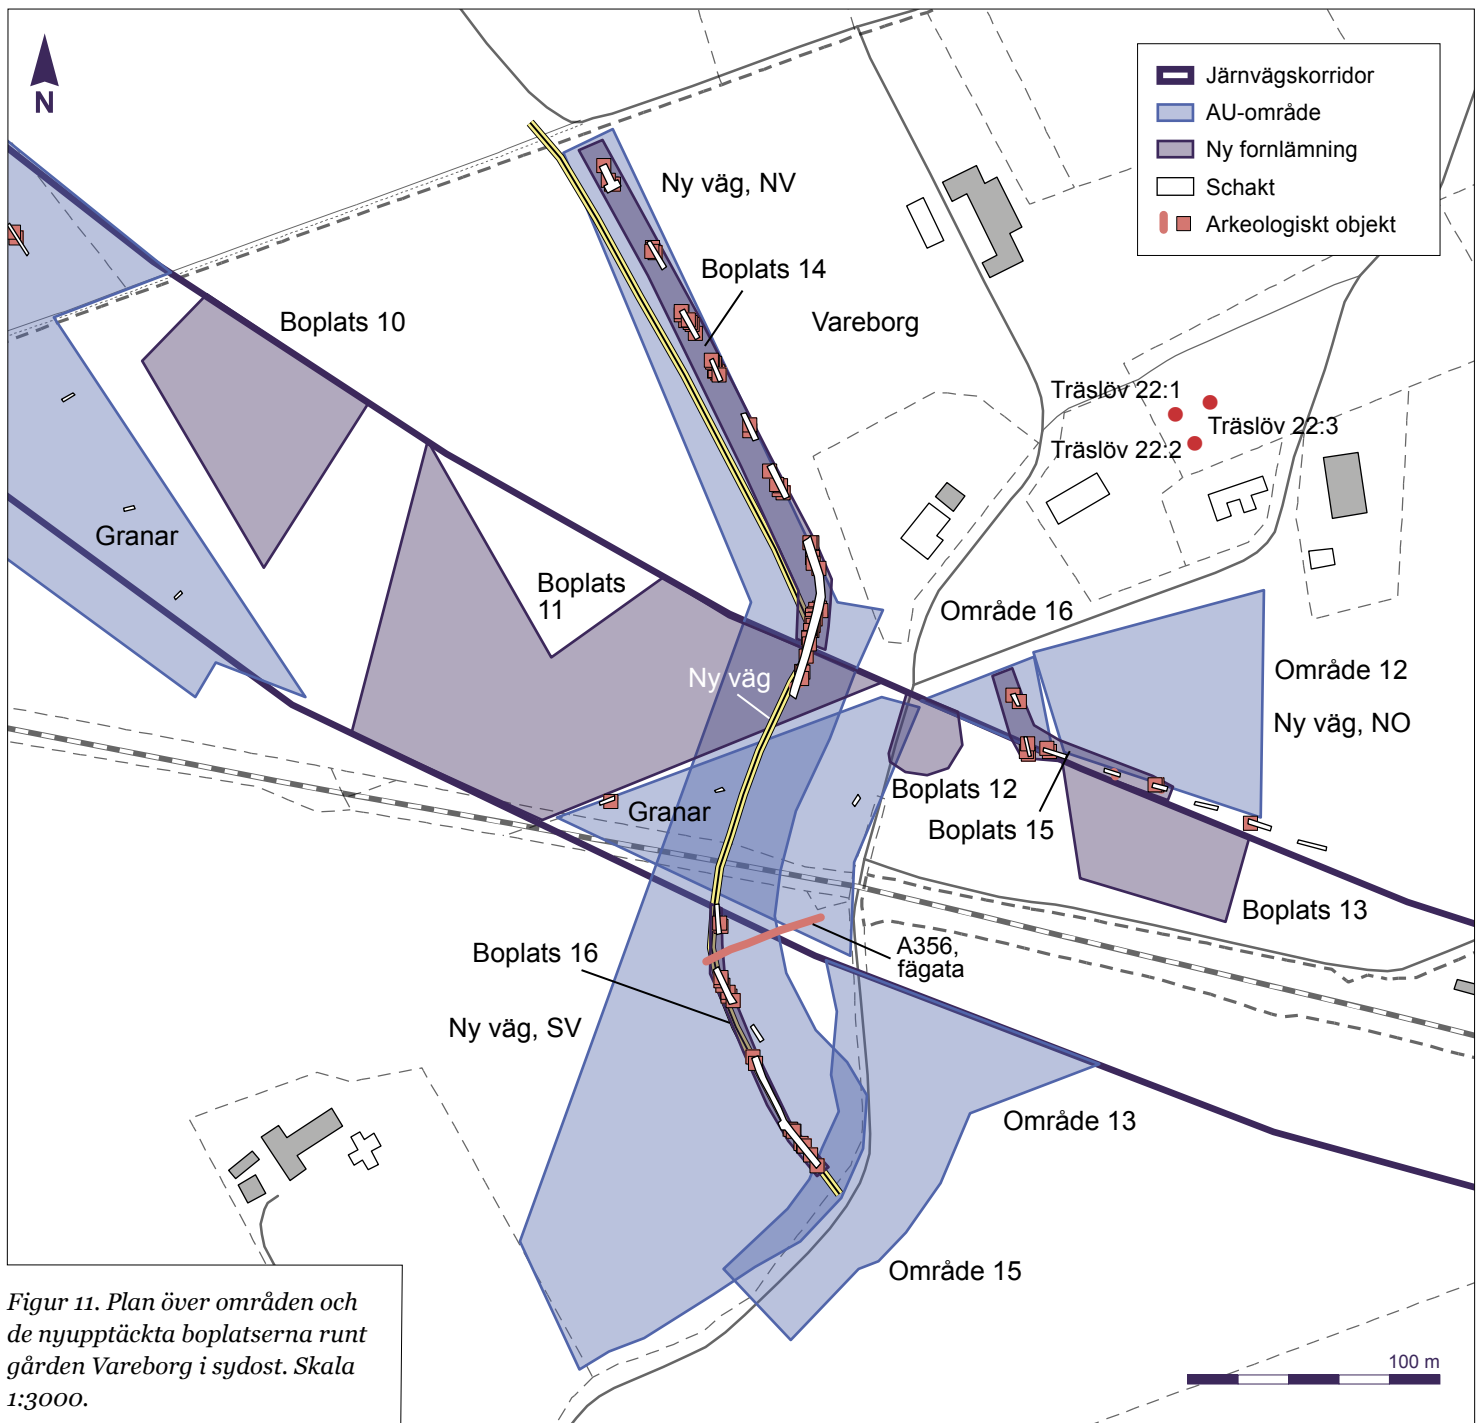 N
Järnvägskorridor
AU-område
Ny fornlämning
Schakt
Arkeologiskt objekt
Ny väg, NV
Boplats 14
Boplats 10
Vareborg
Träslöv 22:1
Träslöv 22:3
Träslöv 22:2
Granar
Boplats
11
Område 16
Område 12
Ny väg
Ny väg, NO
Boplats 12
Granar
Boplats 15
Boplats 13
Boplats 16
A356,
fägata
Ny väg, SV
Område 13
Område 15
Figur 11. Plan över områden och
de nyupptäckta boplatserna runt
gården Vareborg i sydost. Skala
1:3000.
100 m